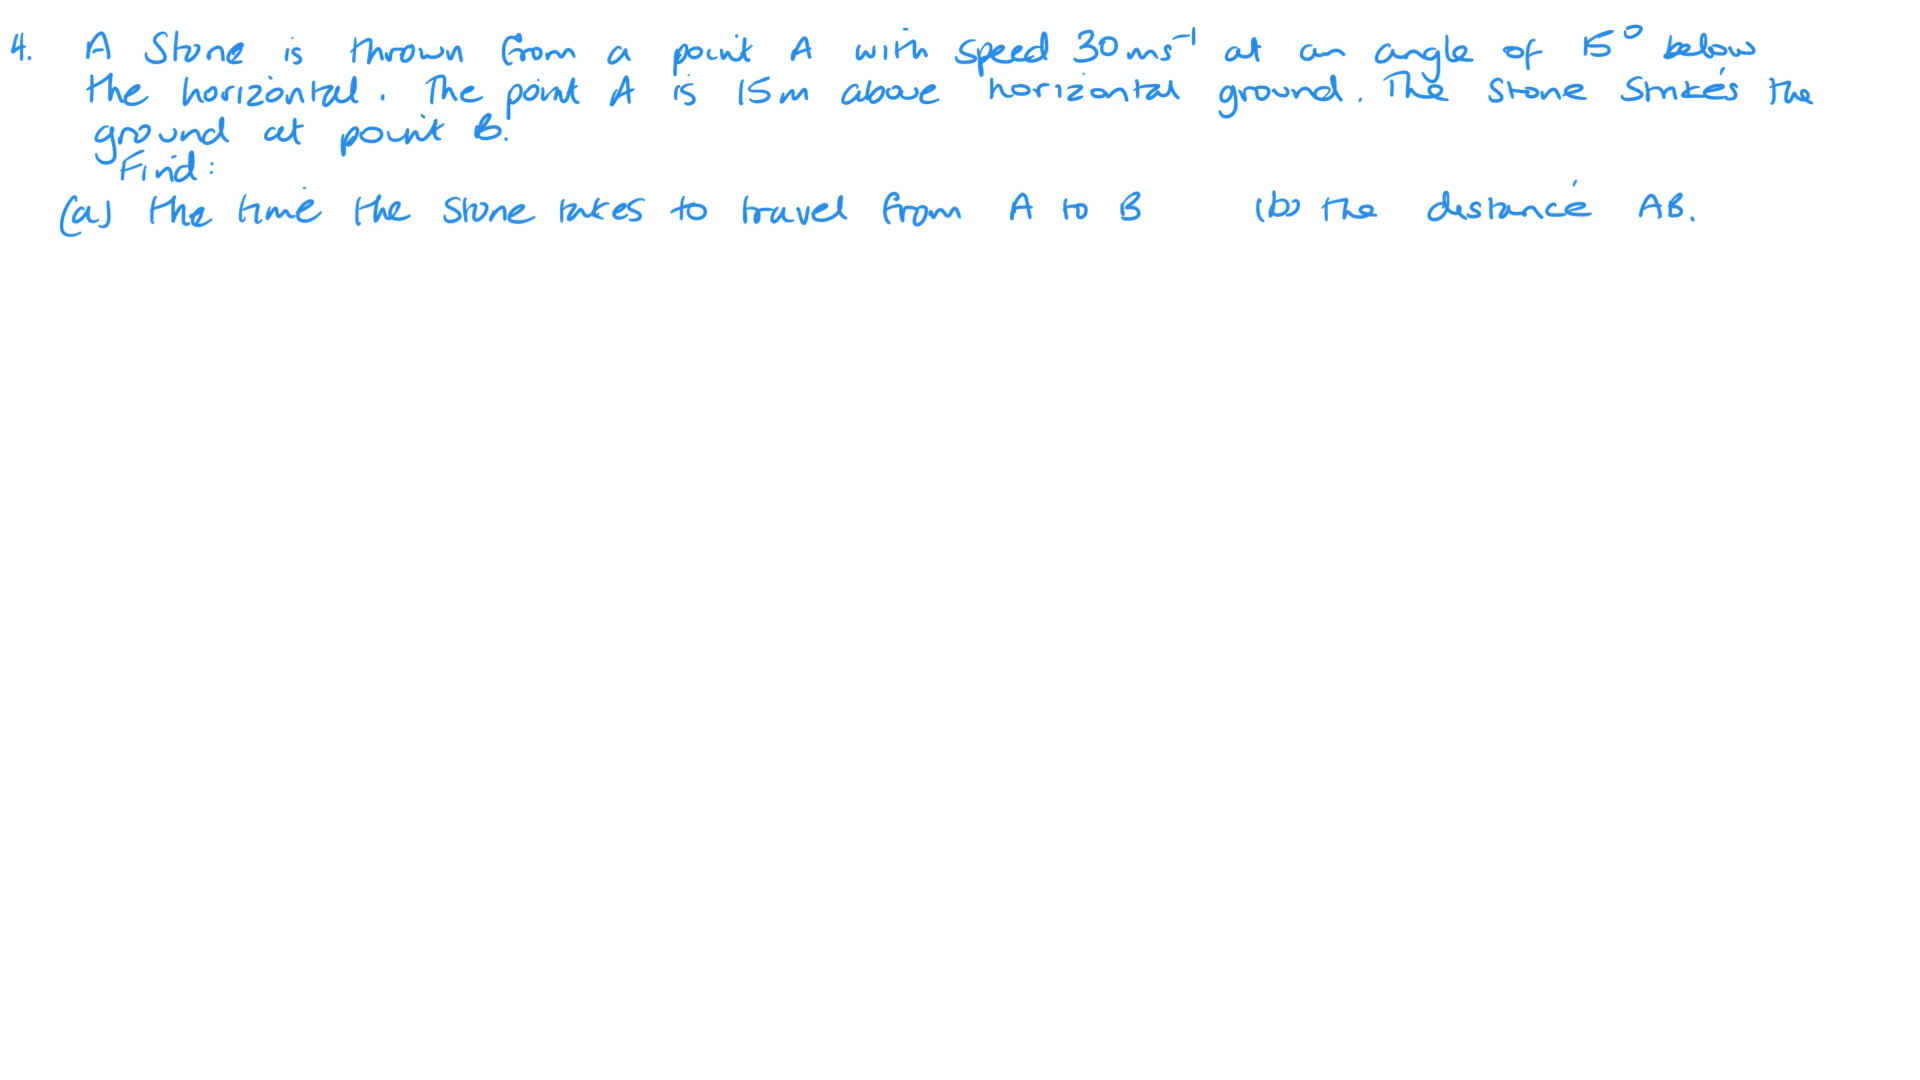 4. A Stone is thrown from a point A with speed 30 ms⁻¹ at an angle of 15° below
the horizontal. The point A is 15m above horizontal ground. The stone strikes the
ground at point B.
Find:
(a) the time the stone takes to travel from A to B (b) the distance AB.